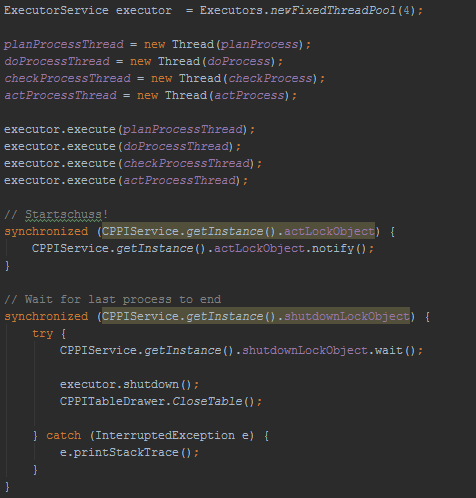 ExecutorService executor  = Executors.newFixedThreadPool(4);

planProcessThread = new Thread(planProcess);
doProcessThread = new Thread(doProcess);
checkProcessThread = new Thread(checkProcess);
actProcessThread = new Thread(actProcess);

executor.execute(planProcessThread);
executor.execute(doProcessThread);
executor.execute(checkProcessThread);
executor.execute(actProcessThread);

// Startschuss!
synchronized (CPPIService.getInstance().actLockObject) {
    CPPIService.getInstance().actLockObject.notify();
}

// Wait for last process to end
synchronized (CPPIService.getInstance().shutdownLockObject) {
    try {
        CPPIService.getInstance().shutdownLockObject.wait();

        executor.shutdown();
        CPPITableDrawer.CloseTable();

    } catch (InterruptedException e) {
        e.printStackTrace();
    }
}